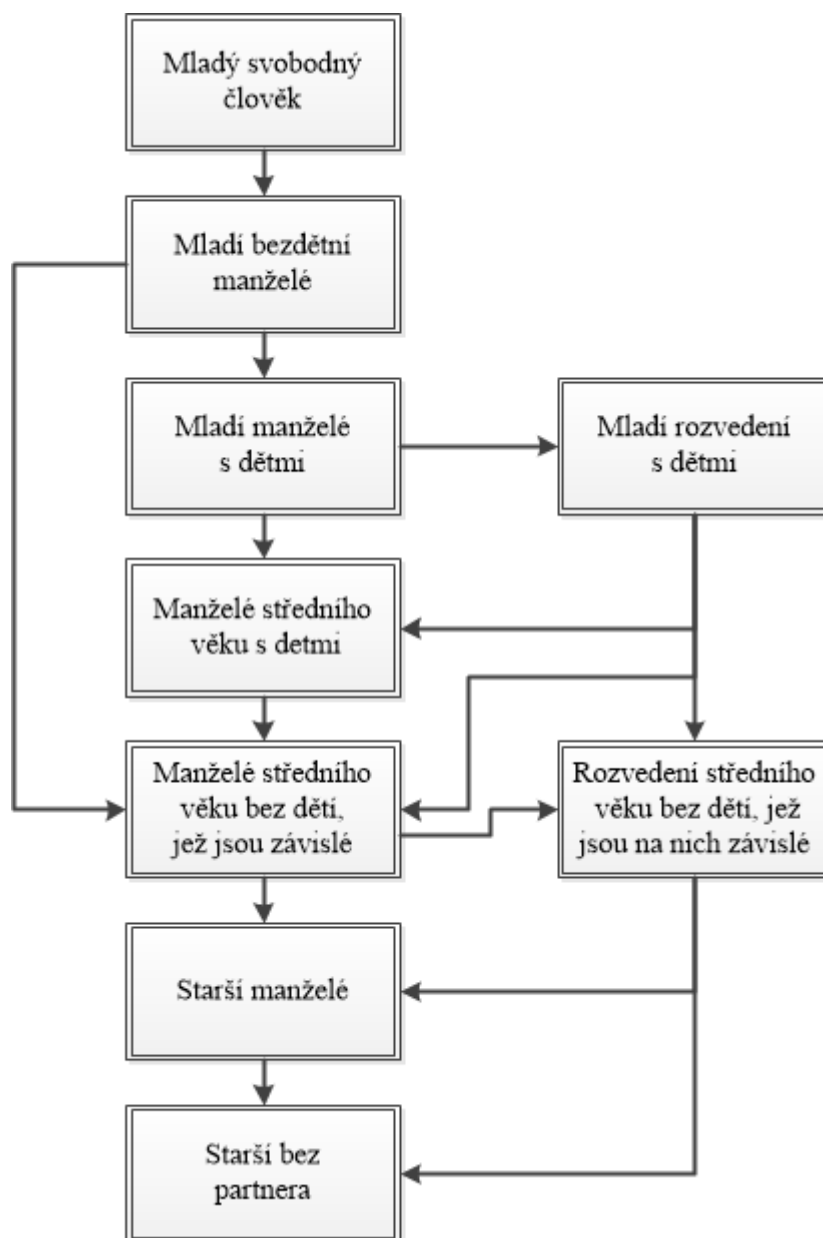 Mladý svobodný
člověk
Mladí bezdětní
manželé
Mladí manželé
s dětmi
Mladí rozvedení
s dětmi
Manželé středního
věku s detmi
Manželé středního
věku bez dětí,
jež jsou závislé
Rozvedení středního
věku bez dětí, jež
jsou na nich závislé
Starší manželé
Starší bez
partnera